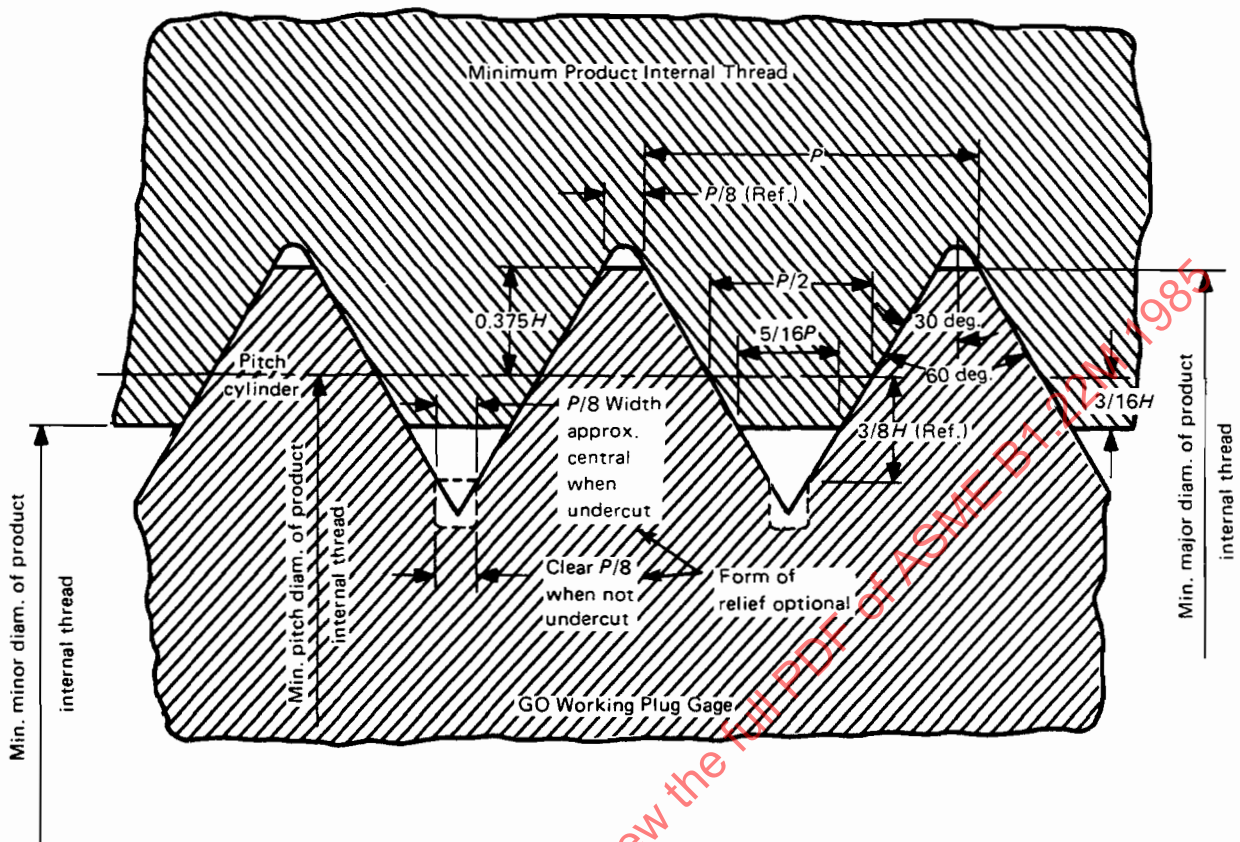 Minimum Product Internal Thread
P
P/8 (Ref.)
P/2
0.375H
5/16P
30 deg.
60 deg.
Pitch
cylinder
3/16H
3/8H (Ref.)
P/8 Width
approx.
central
when
undercut
Clear P/8
when not
undercut
Form of
relief optional
GO Working Plug Gage
Min. minor diam. of product
internal thread
Min. pitch diam. of product
internal thread
Min. major diam. of product
internal thread
ew the full PDF of ASME B1.22M 1985